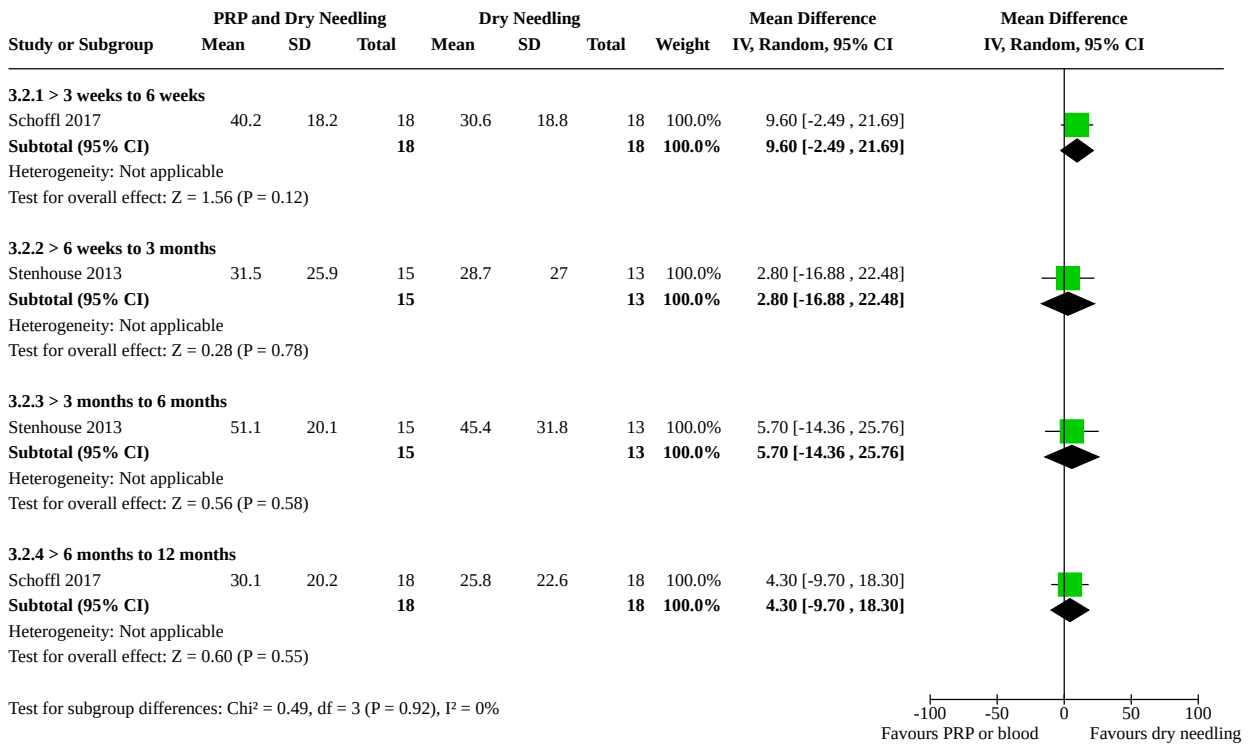 PRP and Dry Needling Dry Needling Mean Difference Mean Difference
Study or Subgroup Mean SD Total Mean SD Total Weight IV, Random, 95% CI IV, Random, 95% CI
3.2.1 > 3 weeks to 6 weeks
Schoffl 2017 40.2 18.2 18 30.6 18.8 18 100.0% 9.60 [-2.49 , 21.69]
Subtotal (95% CI) 18 18 100.0% 9.60 [-2.49 , 21.69]
Heterogeneity: Not applicable
Test for overall effect: Z = 1.56 (P = 0.12)
3.2.2 > 6 weeks to 3 months
Stenhouse 2013 31.5 25.9 15 28.7 27 13 100.0% 2.80 [-16.88 , 22.48]
Subtotal (95% CI) 15 13 100.0% 2.80 [-16.88 , 22.48]
Heterogeneity: Not applicable
Test for overall effect: Z = 0.28 (P = 0.78)
3.2.3 > 3 months to 6 months
Stenhouse 2013 51.1 20.1 15 45.4 31.8 13 100.0% 5.70 [-14.36 , 25.76]
Subtotal (95% CI) 15 13 100.0% 5.70 [-14.36 , 25.76]
Heterogeneity: Not applicable
Test for overall effect: Z = 0.56 (P = 0.58)
3.2.4 > 6 months to 12 months
Schoffl 2017 30.1 20.2 18 25.8 22.6 18 100.0% 4.30 [-9.70 , 18.30]
Subtotal (95% CI) 18 18 100.0% 4.30 [-9.70 , 18.30]
Heterogeneity: Not applicable
Test for overall effect: Z = 0.60 (P = 0.55)
Test for subgroup differences: Chi² = 0.49, df = 3 (P = 0.92), I² = 0%
-100 -50 0 50 100
Favours PRP or blood Favours dry needling